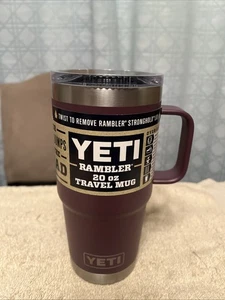 TWIST TO REMOVE RAMBLER® STRONGHOLD
YETI
RAMBLER®
20 oz
TRAVEL MUG
YETI